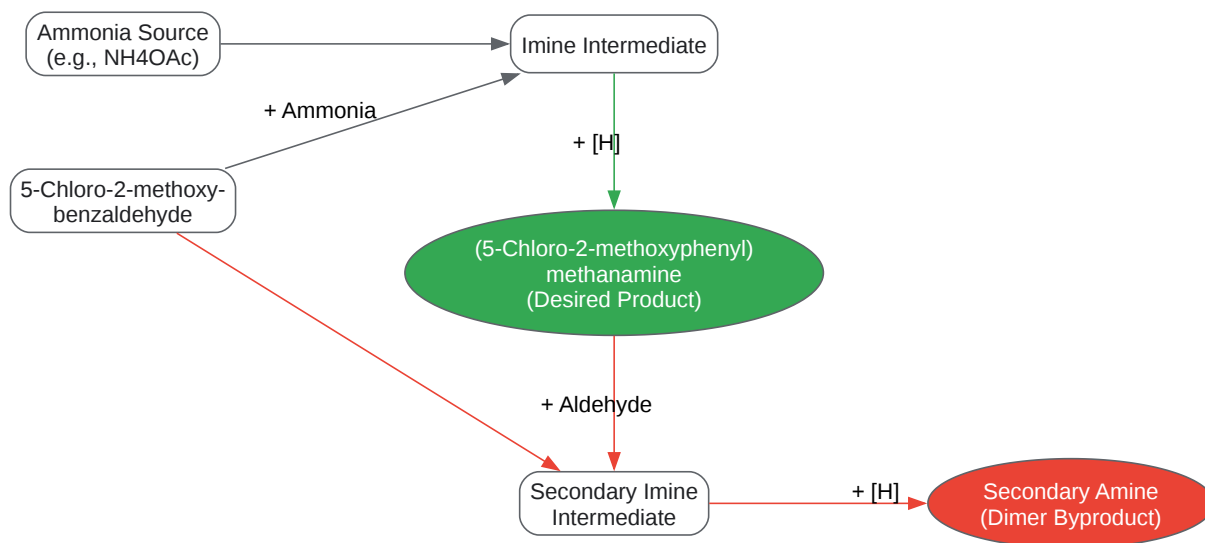 Ammonia Source
(e.g., NH4OAc)
Imine Intermediate
+ Ammonia
+ [H]
5-Chloro-2-methoxy-
benzaldehyde
(5-Chloro-2-methoxyphenyl)
methanamine
(Desired Product)
+ Aldehyde
Secondary Imine
Intermediate
+ [H]
Secondary Amine
(Dimer Byproduct)